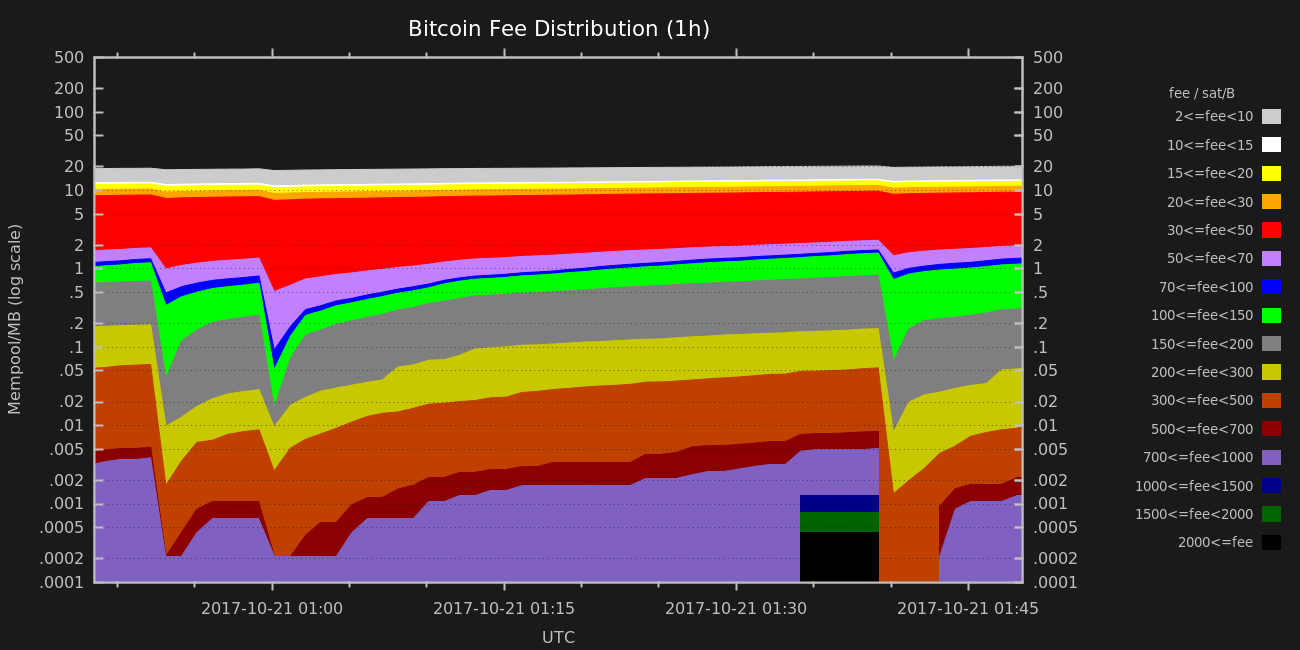 Bitcoin Fee Distribution (1h)
Mempool/MB (log scale)
500
200
100
50
20
10
5
2
1
.5
.2
.1
.05
.02
.01
.005
.002
.001
.0005
.0002
.0001
500
200
100
50
20
10
5
2
1
.5
.2
.1
.05
.02
.01
.005
.002
.001
.0005
.0002
.0001
2017-10-21 01:00
2017-10-21 01:15
2017-10-21 01:30
2017-10-21 01:45
UTC
fee / sat/B
2<=fee<10
10<=fee<15
15<=fee<20
20<=fee<30
30<=fee<50
50<=fee<70
70<=fee<100
100<=fee<150
150<=fee<200
200<=fee<300
300<=fee<500
500<=fee<700
700<=fee<1000
1000<=fee<1500
1500<=fee<2000
2000<=fee